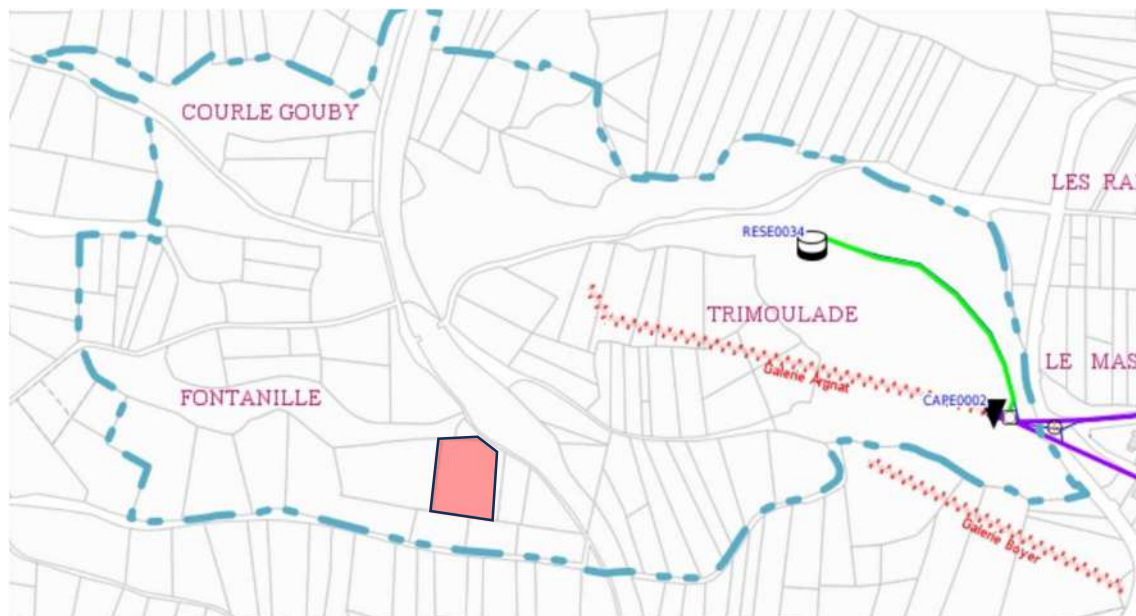 COURLE GOUBY
LES RA
RESE0034
TRIMOULADE
LE MAS
Galerie Argnat
FONTANILLE
CAPE0002
Galerie Boyer